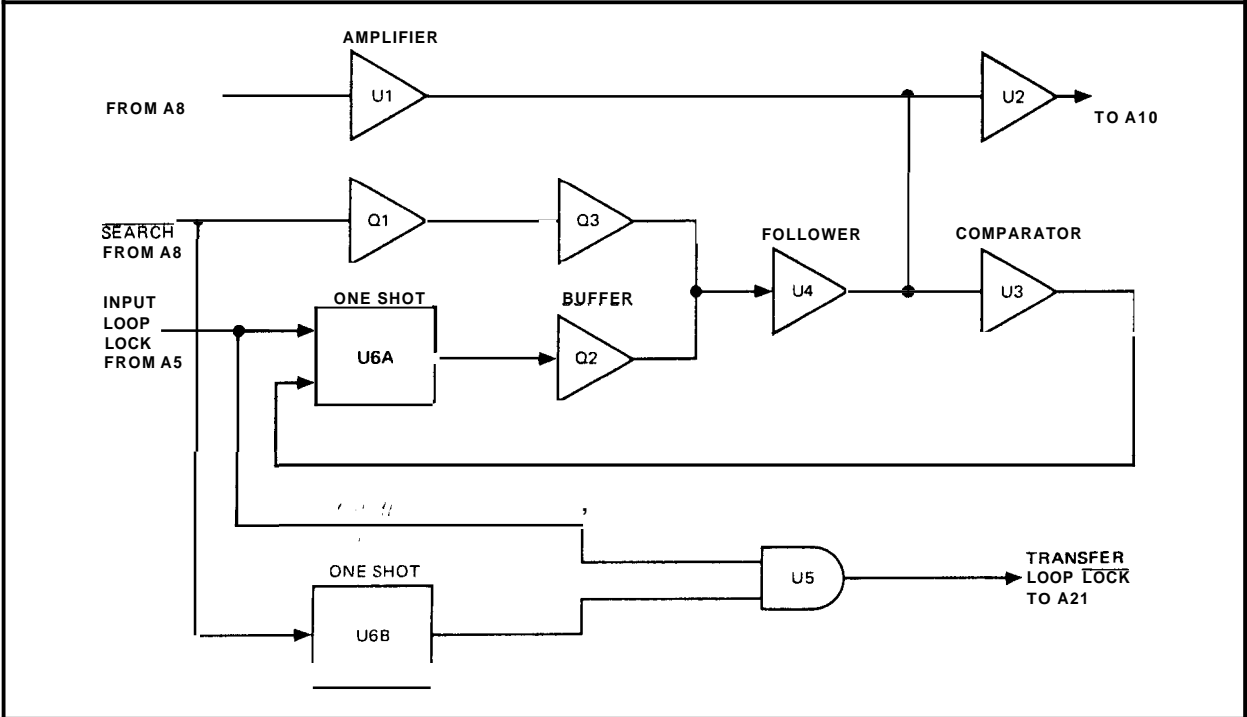 AMPLIFIER
U1
U2
FROM A8
TO A10
Q1
Q3
SEARCH
FROM A8
FOLLOWER
COMPARATOR
INPUT
LOOP
LOCK
FROM A5
ONE SHOT
BUFFER
U4
U3
U6A
Q2
ONE SHOT
U5
TRANSFER
LOOP LOCK
TO A21
U6B